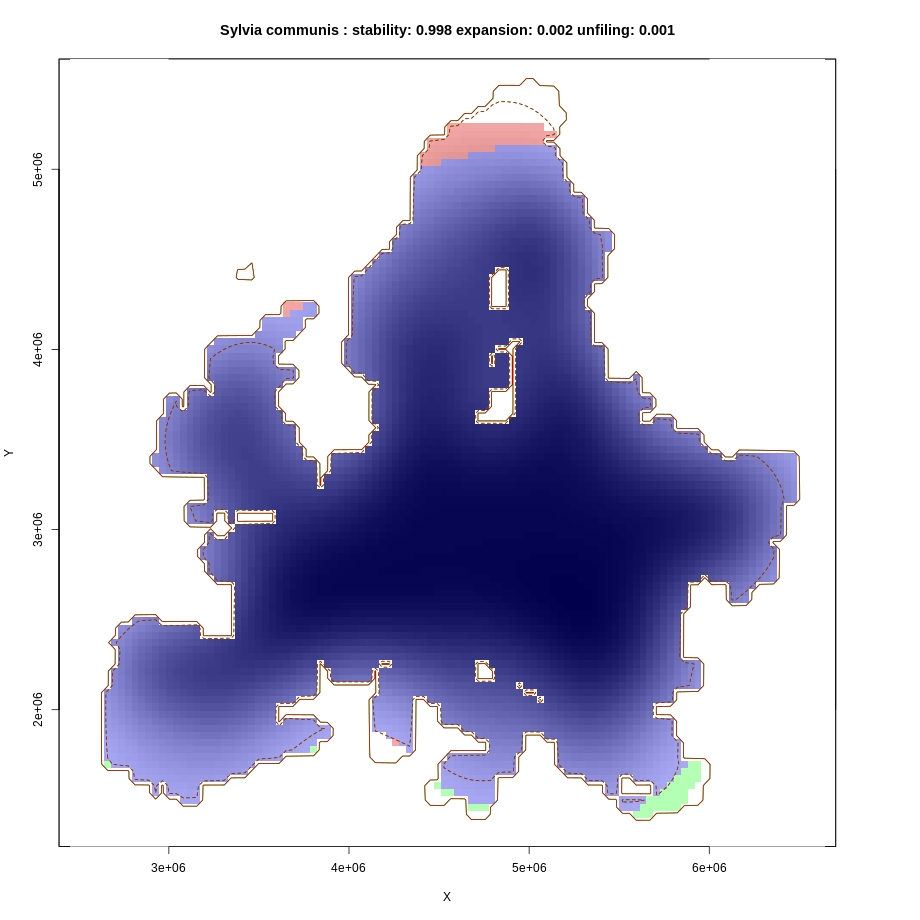 Sylvia communis : stability: 0.998 expansion: 0.002 unfiling: 0.001
5e+06
4e+06
Y
3e+06
2e+06
3e+06 4e+06 5e+06 6e+06
X